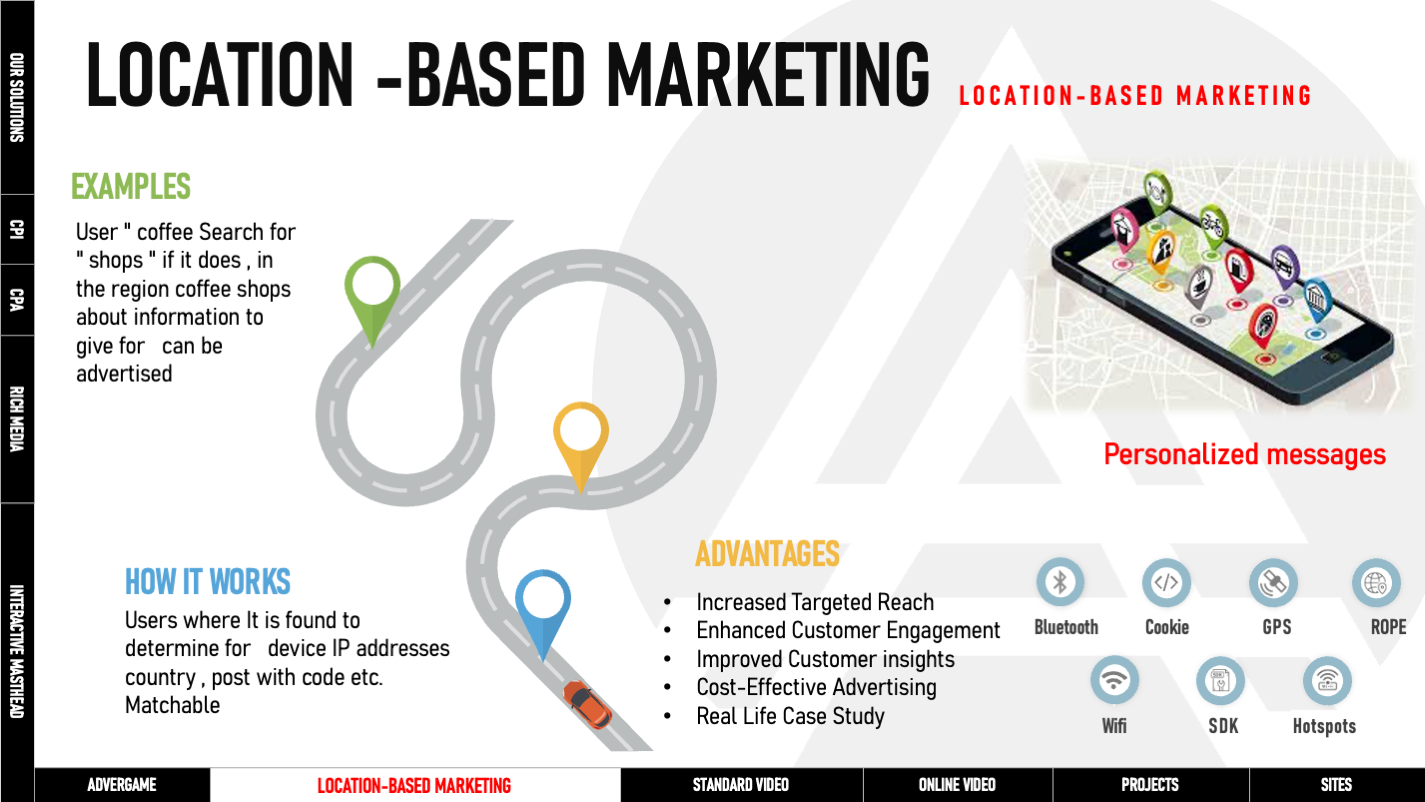 LOCATION -BASED MARKETING
LOCATION-BASED MARKETING
OUR SOLUTIONS
CPI
CPA
RICH MEDIA
INTERACTIVE MASTHEAD
EXAMPLES
User " coffee Search for
" shops " if it does , in
the region coffee shops
about information to
give for can be
advertised
Personalized messages
HOW IT WORKS
Users where It is found to
determine for device IP addresses
country , post with code etc.
Matchable
ADVANTAGES
• Increased Targeted Reach
• Enhanced Customer Engagement
• Improved Customer insights
• Cost-Effective Advertising
• Real Life Case Study
Bluetooth Cookie GPS ROPE
Wifi SDK Hotspots
ADVERGAME LOCATION-BASED MARKETING STANDARD VIDEO ONLINE VIDEO PROJECTS SITES